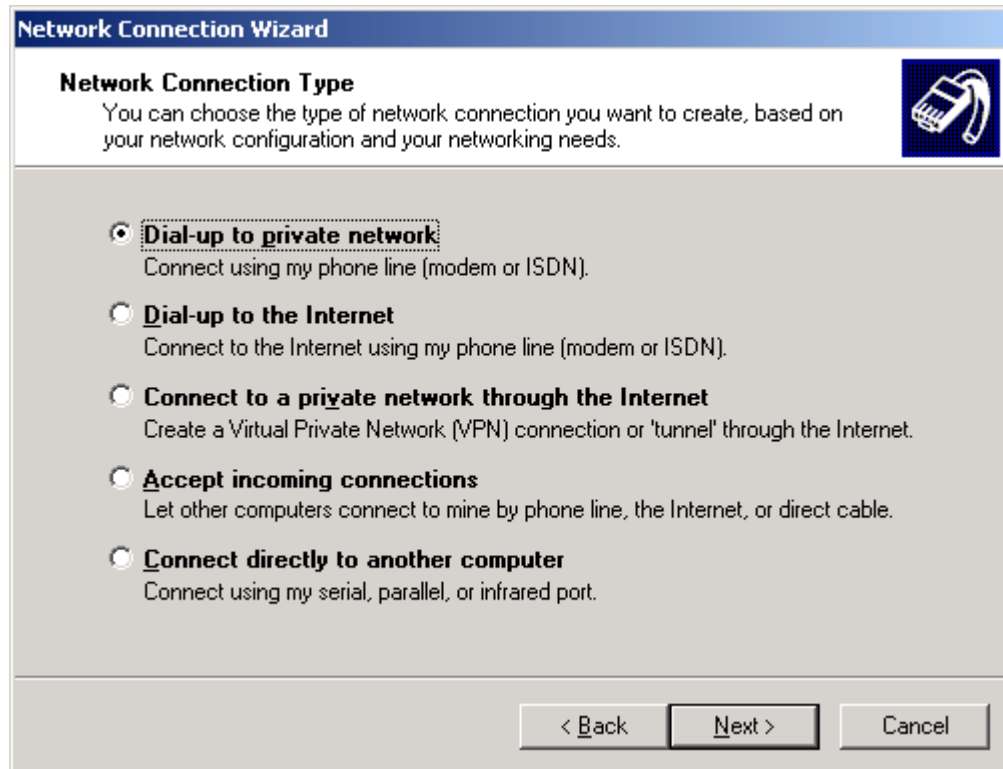 Network Connection Wizard
Network Connection Type
You can choose the type of network connection you want to create, based on
your network configuration and your networking needs.
Dial-up to private network
Connect using my phone line (modem or ISDN).
Dial-up to the Internet
Connect to the Internet using my phone line (modem or ISDN).
Connect to a private network through the Internet
Create a Virtual Private Network (VPN) connection or 'tunnel' through the Internet.
Accept incoming connections
Let other computers connect to mine by phone line, the Internet, or direct cable.
Connect directly to another computer
Connect using my serial, parallel, or infrared port.
< Back Next > Cancel